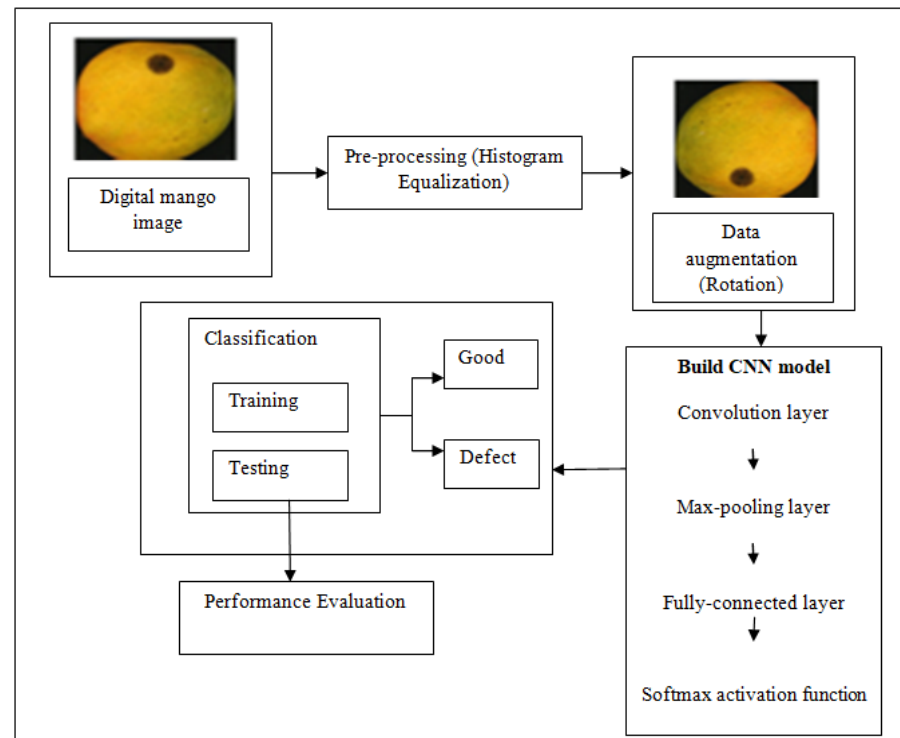 Digital mango
image
Pre-processing (Histogram
Equalization)
Data
augmentation
(Rotation)
Build CNN model
Convolution layer
Max-pooling layer
Fully-connected layer
Softmax activation function
Classification
Training
Testing
Good
Defect
Performance Evaluation